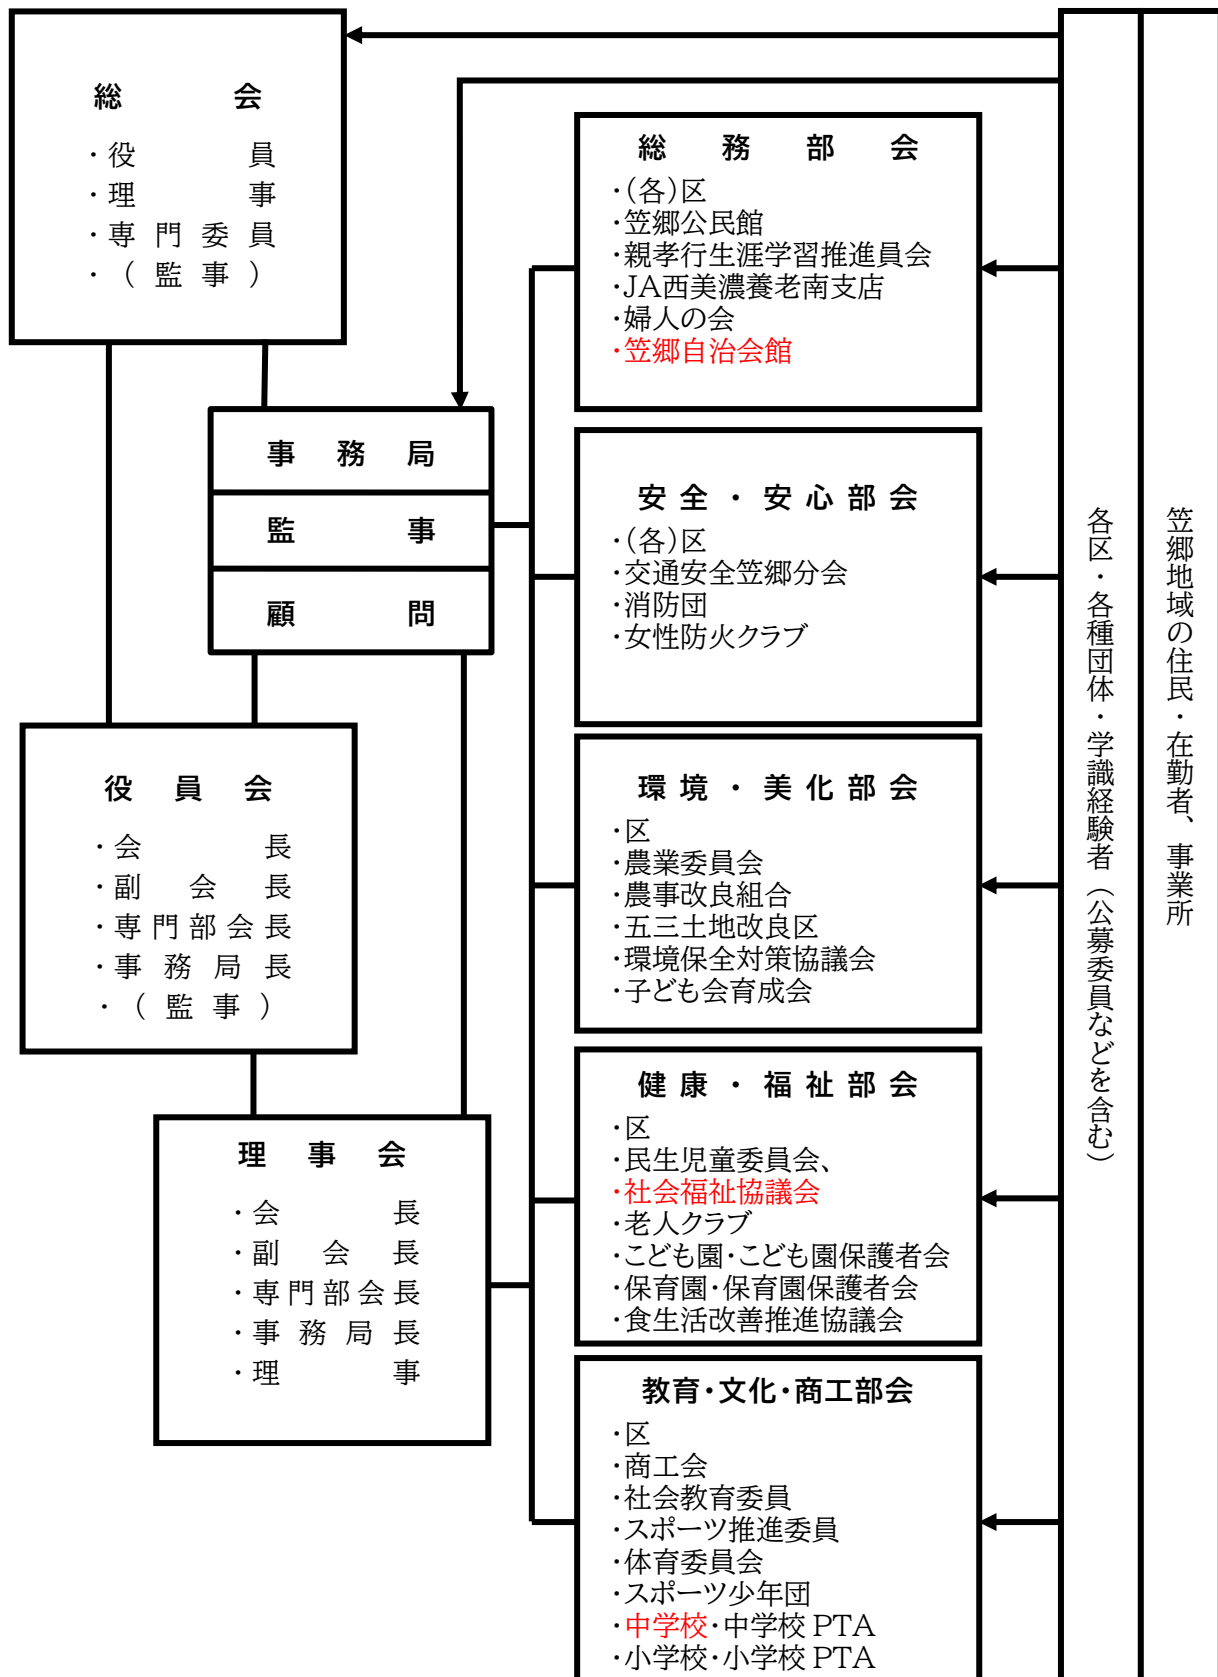 総会
・役員
・理事
・専門委員
・（監事）
事務局
監事
顧問
役員会
・会長
・副会長
・専門部会長
・事務局長
・（監事）
理事会
・会長
・副会長
・専門部会長
・事務局長
・理事
総務部会
・(各)区
・笠郷公民館
・親孝行生涯学習推進員会
・JA西美濃養老南支店
・婦人の会
・笠郷自治会館
安全・安心部会
・(各)区
・交通安全笠郷分会
・消防団
・女性防火クラブ
環境・美化部会
・区
・農業委員会
・農事改良組合
・五三土地改良区
・環境保全対策協議会
・子ども会育成会
健康・福祉部会
・区
・民生児童委員会、
・社会福祉協議会
・老人クラブ
・こども園・こども園保護者会
・保育園・保育園保護者会
・食生活改善推進協議会
教育・文化・商工部会
・区
・商工会
・社会教育委員
・スポーツ推進委員
・体育委員会
・スポーツ少年団
・中学校・中学校 PTA
・小学校・小学校 PTA
笠郷地域の住民・在勤者、事業所
各区・各種団体・学識経験者（公募委員などを含む）